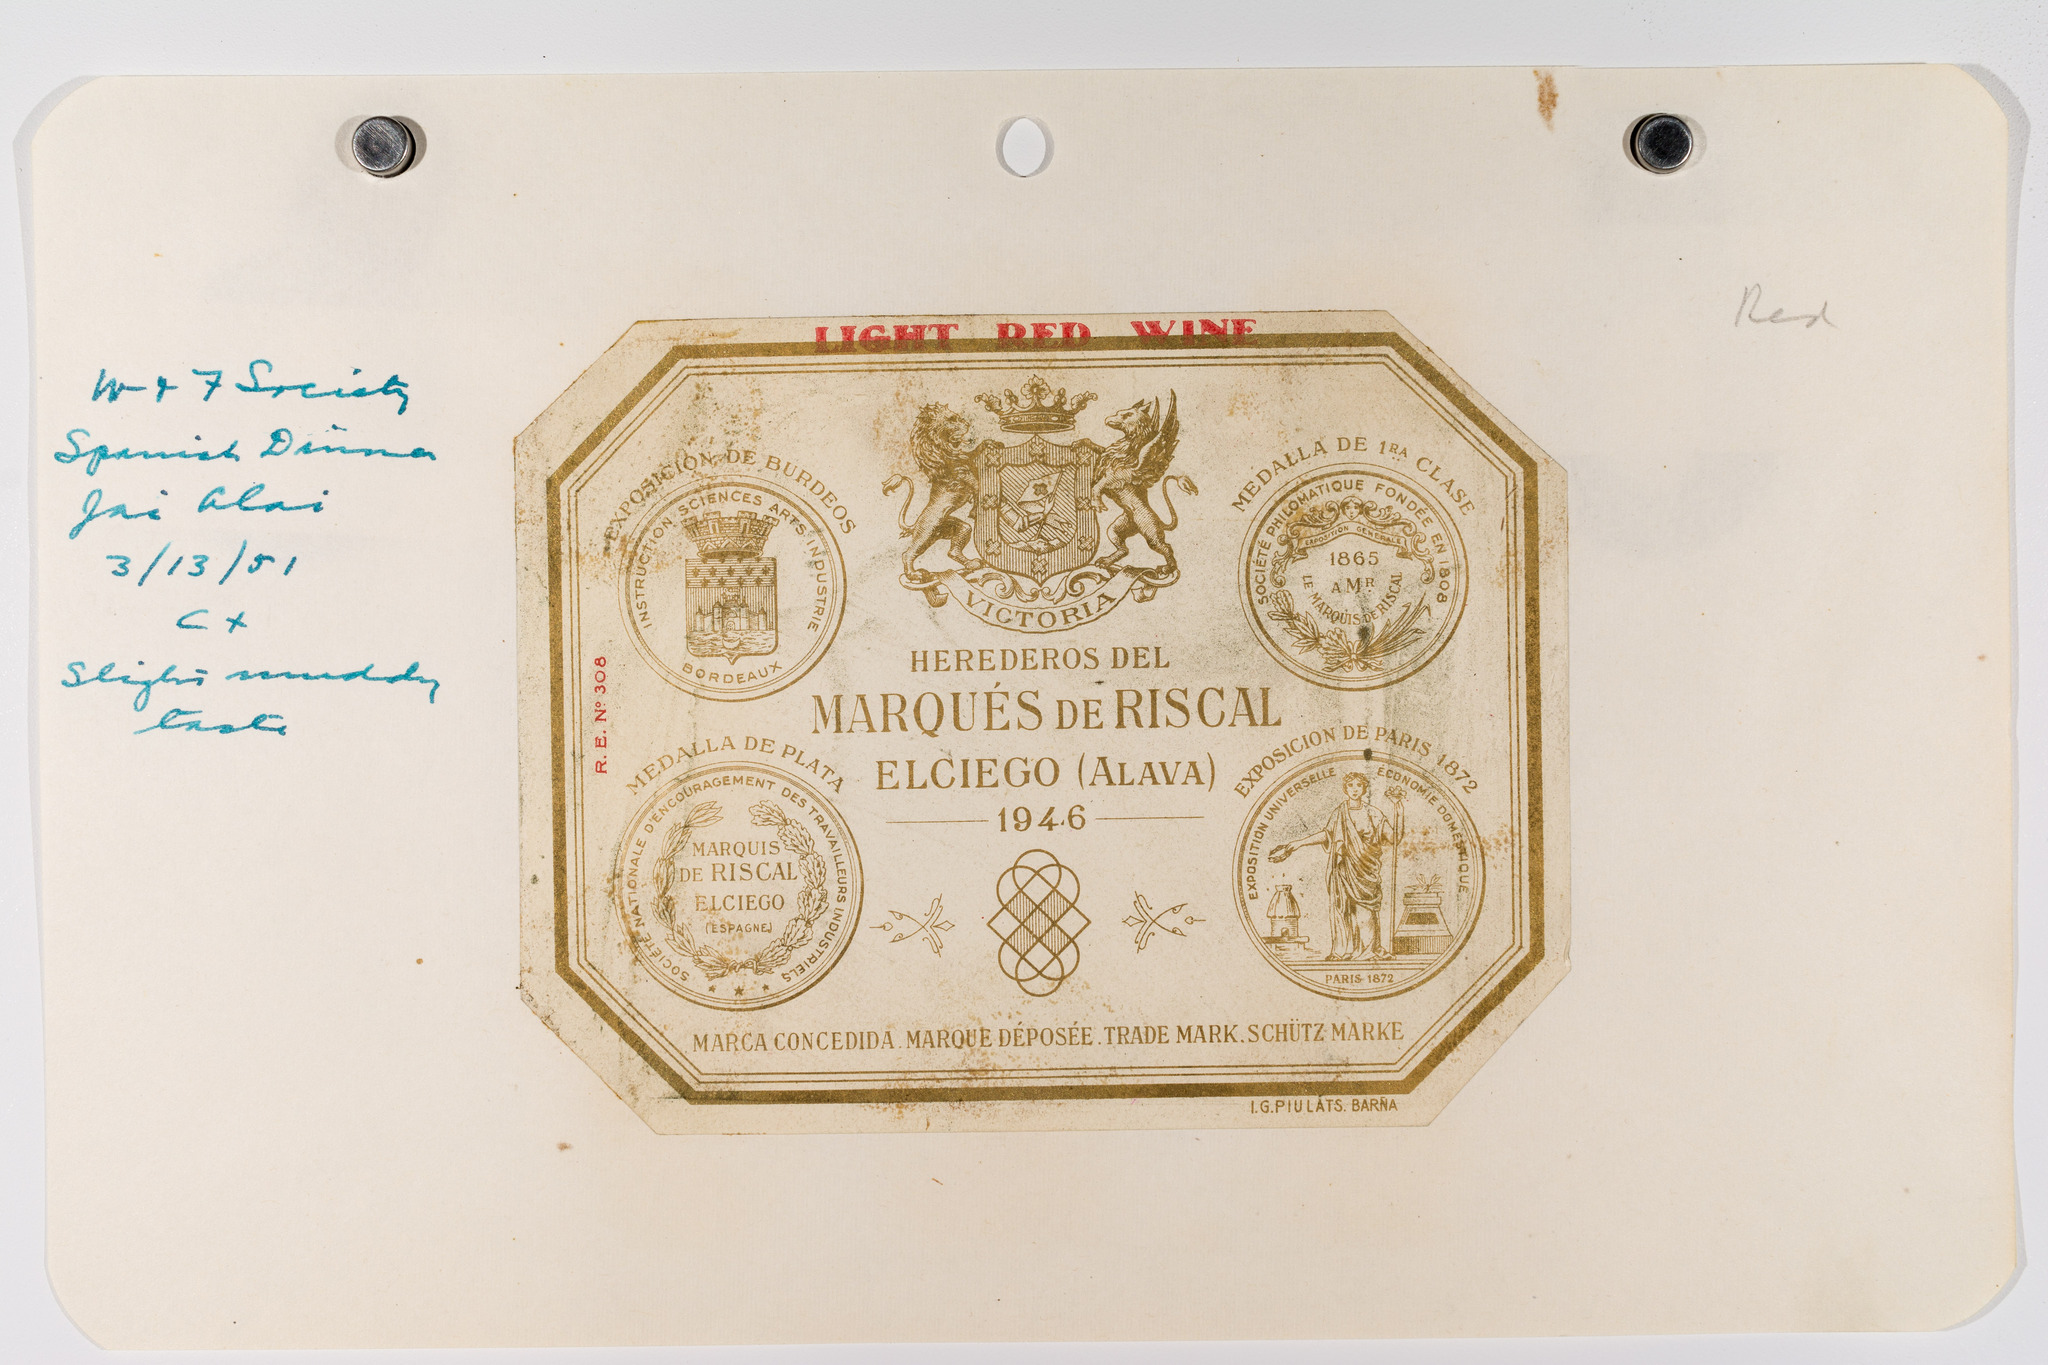 Red
W + F Society
Spanish Dinner
Jai Alai
3/13/51
C +
Slight muddy
taste
LIGHT RED WINE
EXPOSICIÓN DE BURDEOS
INSTRUCTION SCIENCES ARTS INDUSTRIE
BORDEAUX
VICTORIA
MEDALLA DE 1RA CLASE
SOCIÉTÉ PHILOMATIQUE FONDÉE EN 1808
EXPOSITION GENERALE
1865
A MR
LE MARQUIS DE RISCAL
HEREDEROS DEL
MARQUÉS DE RISCAL
ELCIEGO (ALAVA)
1946
R. E. Nº 308
MEDALLA DE PLATA
SOCIÉTÉ NATIONALE D'ENCOURAGEMENT DES TRAVAILLEURS INDUSTRIELS
MARQUIS
DE RISCAL
ELCIEGO
(ESPAGNE)
EXPOSICION DE PARIS 1872
EXPOSITION UNIVERSELLE ÉCONOMIE DOMÉSTIQUE
PARIS 1872
MARCA CONCEDIDA. MARQUE DÉPOSÉE. TRADE MARK. SCHÜTZ MARKE
I.G. PIULATS. BARÑA